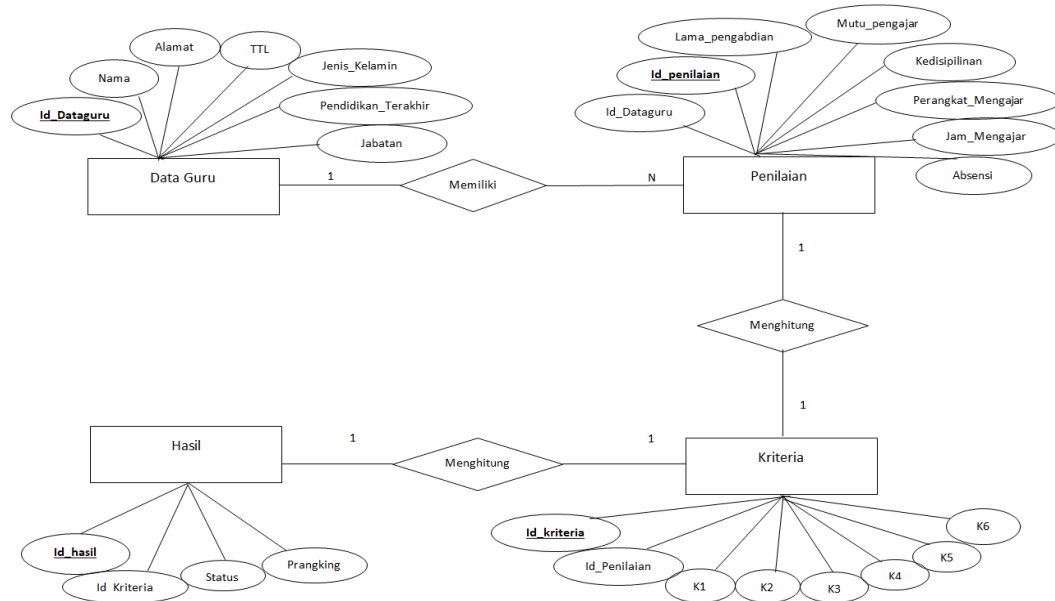 Mutu_pengajar
Lama_pengabdian
Alamat
TTL
Jenis_Kelamin
Kedisipilinan
Nama
Id_penilaian
Pendidikan_Terakhir
Perangkat_Mengajar
Id_Dataguru
Id_Dataguru
Jabatan
Jam_Mengajar
Data Guru
1
Memiliki
N
Penilaian
Absensi
1
Menghitung
1
Hasil
1
Menghitung
1
Kriteria
Id_kriteria
K6
Id_hasil
Id_Penilaian
K5
Id Kriteria
Status
Prangking
K1
K2
K3
K4